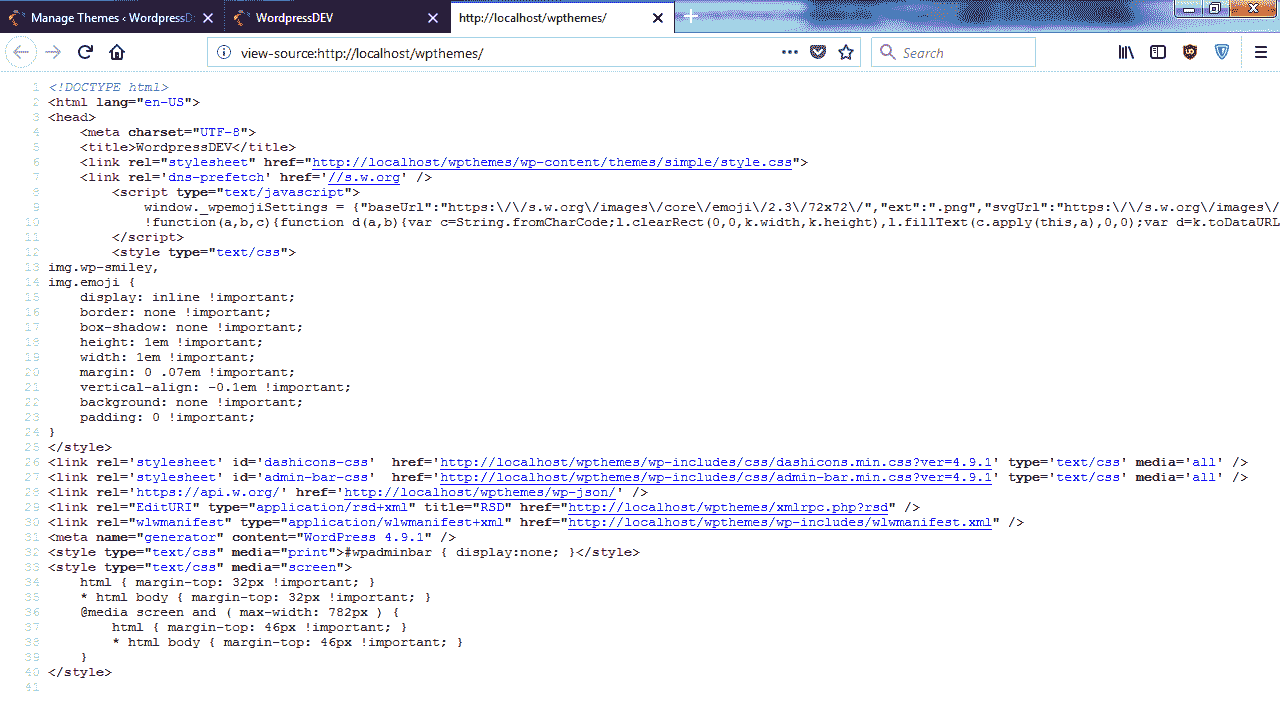 Manage Themes ‹ WordpressD
WordpressDEV
http://localhost/wpthemes/
view-source:http://localhost/wpthemes/
Search
1 <!DOCTYPE html>
2 <html lang="en-US">
3 <head>
4 <meta charset="UTF-8">
5 <title>WordpressDEV</title>
6 <link rel="stylesheet" href="http://localhost/wpthemes/wp-content/themes/simple/style.css">
7 <link rel='dns-prefetch' href='//s.w.org' />
8 <script type="text/javascript">
9 window._wpemojiSettings = {"baseUrl":"https:\/\/s.w.org\/images\/core\/emoji\/2.3\/72x72\/","ext":".png","svgUrl":"https:\/\/s.w.org\/images\/
10 !function(a,b,c){function d(a,b){var c=String.fromCharCode;l.clearRect(0,0,k.width,k.height),l.fillText(c.apply(this,a),0,0);var d=k.toDataURL
11 </script>
12 <style type="text/css">
13 img.wp-smiley,
14 img.emoji {
15 display: inline !important;
16 border: none !important;
17 box-shadow: none !important;
18 height: 1em !important;
19 width: 1em !important;
20 margin: 0 .07em !important;
21 vertical-align: -0.1em !important;
22 background: none !important;
23 padding: 0 !important;
24 }
25 </style>
26 <link rel='stylesheet' id='dashicons-css'  href='http://localhost/wpthemes/wp-includes/css/dashicons.min.css?ver=4.9.1' type='text/css' media='all' />
27 <link rel='stylesheet' id='admin-bar-css'  href='http://localhost/wpthemes/wp-includes/css/admin-bar.min.css?ver=4.9.1' type='text/css' media='all' />
28 <link rel='https://api.w.org/' href='http://localhost/wpthemes/wp-json/' />
29 <link rel="EditURI" type="application/rsd+xml" title="RSD" href="http://localhost/wpthemes/xmlrpc.php?rsd" />
30 <link rel="wlwmanifest" type="application/wlwmanifest+xml" href="http://localhost/wpthemes/wp-includes/wlwmanifest.xml" />
31 <meta name="generator" content="WordPress 4.9.1" />
32 <style type="text/css" media="print">#wpadminbar { display:none; }</style>
33 <style type="text/css" media="screen">
34 html { margin-top: 32px !important; }
35 * html body { margin-top: 32px !important; }
36 @media screen and ( max-width: 782px ) {
37 html { margin-top: 46px !important; }
38 * html body { margin-top: 46px !important; }
39 }
40 </style>
41